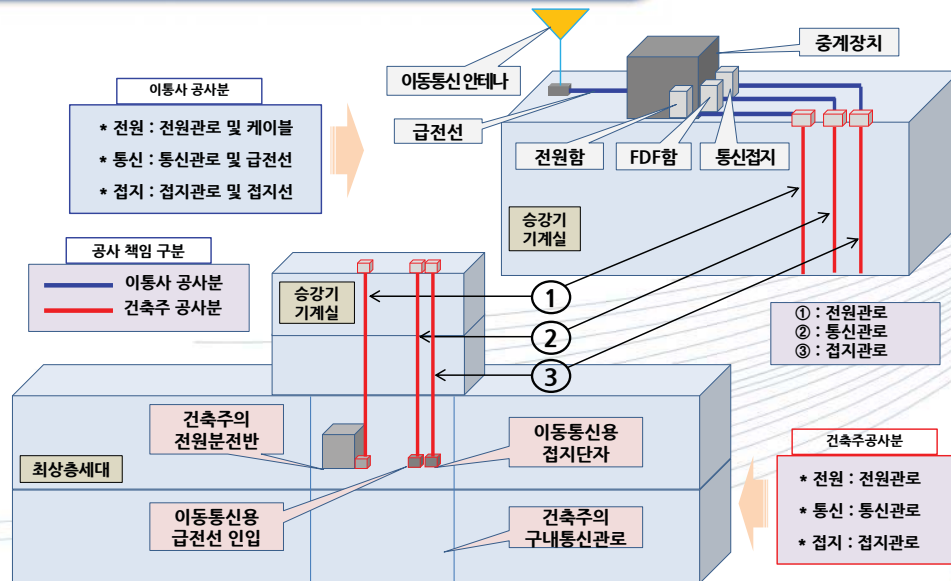 이동통신 안테나
중계장치
급전선
전원함
FDF함
통신접지
승강기
기계실
이통사 공사분
* 전원 : 전원관로 및 케이블
* 통신 : 통신관로 및 급전선
* 접지 : 접지관로 및 접지선
공사 책임 구분
이통사 공사분
건축주 공사분
승강기
기계실
①
②
③
① : 전원관로
② : 통신관로
③ : 접지관로
건축주의
전원분전반
이동통신용
접지단자
최상층세대
이동통신용
급전선 인입
건축주의
구내통신관로
건축주공사분
* 전원 : 전원관로
* 통신 : 통신관로
* 접지 : 접지관로